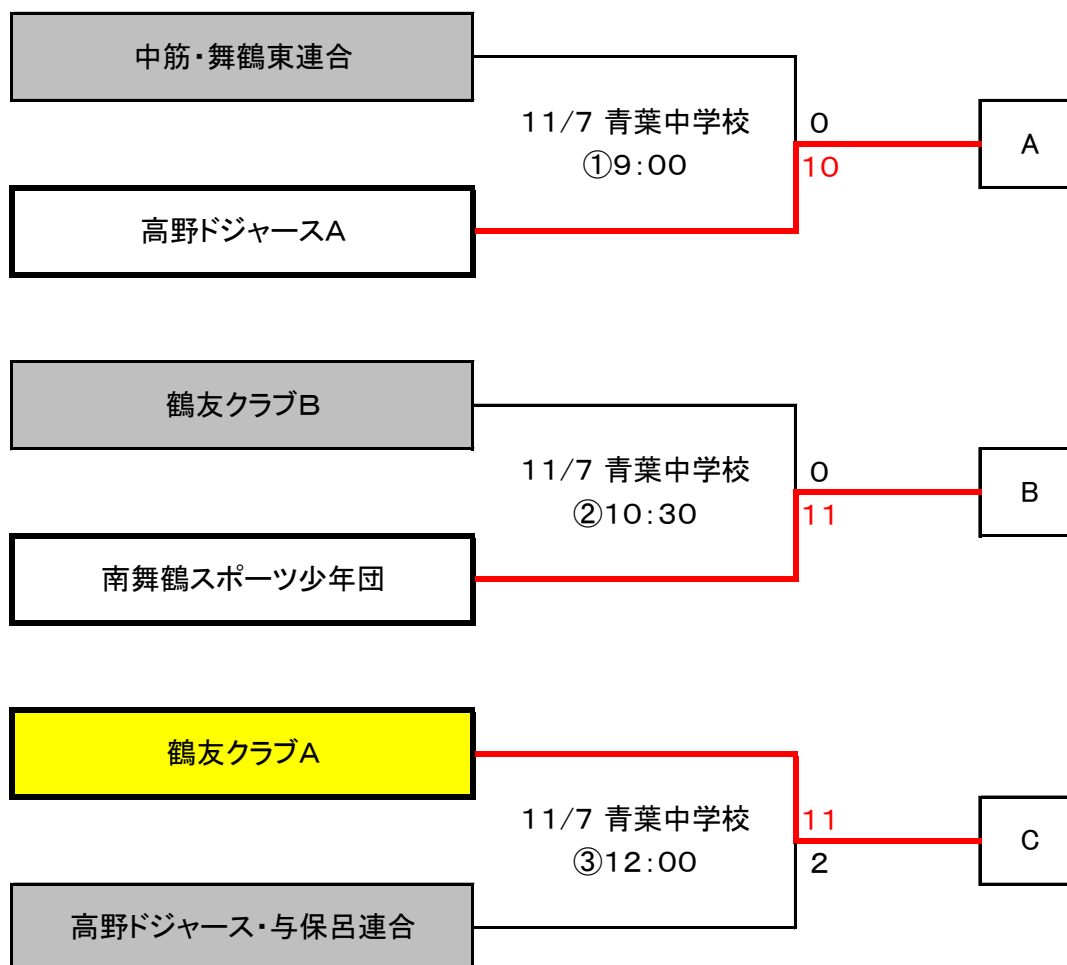 中筋・舞鶴東連合
11/7 青葉中学校
①9:00
0
10
A
高野ドジャースA
鶴友クラブB
11/7 青葉中学校
②10:30
0
11
B
南舞鶴スポーツ少年団
鶴友クラブA
11/7 青葉中学校
③12:00
11
2
C
高野ドジャース・与保呂連合